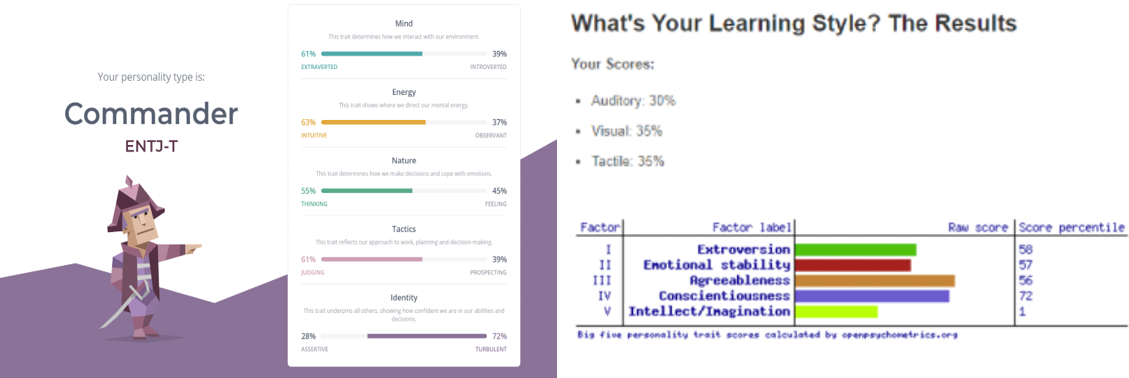 Your personality type is:
Commander
ENTJ-T
Mind
This trait determines how we interact with our environment.
61% 39%
EXTRAVERTED INTROVERTED
Energy
This trait shows where we direct our mental energy.
63% 37%
INTUITIVE OBSERVANT
Nature
This trait determines how we make decisions and cope with emotions.
55% 45%
THINKING FEELING
Tactics
This trait reflects our approach to work, planning and decision-making.
61% 39%
JUDGING PROSPECTING
Identity
This trait underpins all others, showing how confident we are in our abilities and
decisions.
28% 72%
ASSERTIVE TURBULENT
What's Your Learning Style? The Results
Your Scores:
• Auditory: 30%
• Visual: 35%
• Tactile: 35%
Factor Factor label Raw score Score percentile
I Extroversion 58
II Emotional stability 57
III Agreeableness 56
IV Conscientiousness 72
V Intellect/Imagination 1
Big five personality trait scores calculated by openpsychometrics.org